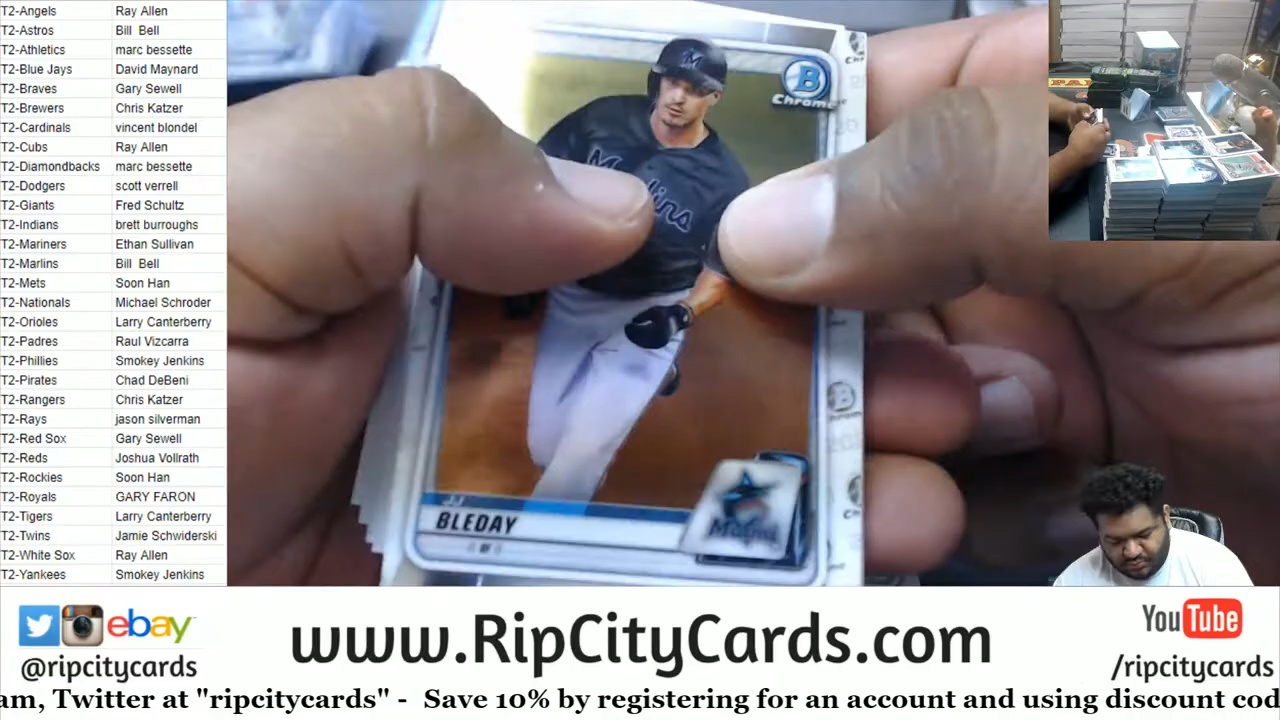 T2-Angels Ray Allen
T2-Astros Bill Bell
T2-Athletics marc bessette
T2-Blue Jays David Maynard
T2-Braves Gary Sewell
T2-Brewers Chris Katzer
T2-Cardinals vincent blondel
T2-Cubs Ray Allen
T2-Diamondbacks marc bessette
T2-Dodgers scott verrell
T2-Giants Fred Schultz
T2-Indians brett burroughs
T2-Mariners Ethan Sullivan
T2-Marlins Bill Bell
T2-Mets Soon Han
T2-Nationals Michael Schroder
T2-Orioles Larry Canterberry
T2-Padres Raul Vizcarra
T2-Phillies Smokey Jenkins
T2-Pirates Chad DeBeni
T2-Rangers Chris Katzer
T2-Rays jason silverman
T2-Red Sox Gary Sewell
T2-Reds Joshua Vollrath
T2-Rockies Soon Han
T2-Royals GARY FARON
T2-Tigers Larry Canterberry
T2-Twins Jamie Schwiderski
T2-White Sox Ray Allen
T2-Yankees Smokey Jenkins
B
Chrome
JJ
BLEDAY
OF
ebay
@ripcitycards
www.RipCityCards.com
YouTube
/ripcitycards
am, Twitter at "ripcitycards" - Save 10% by registering for an account and using discount cod